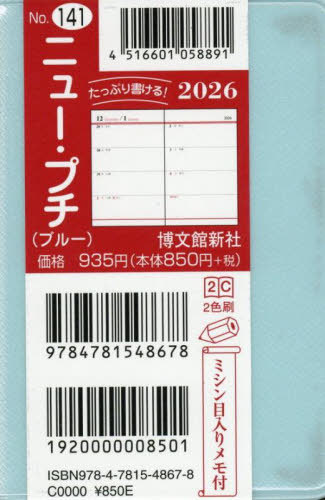 No. 141
ニュー・プチ
(ブルー)
価格 935円(本体850円+税)
4 516601 058891
たっぷり書ける!
2026
12
/1
2026
博文館新社
2C
2色刷
ミシン目入りメモ付
9784781548678
1920000008501
ISBN978-4-7815-4867-8
C0000 ¥850E